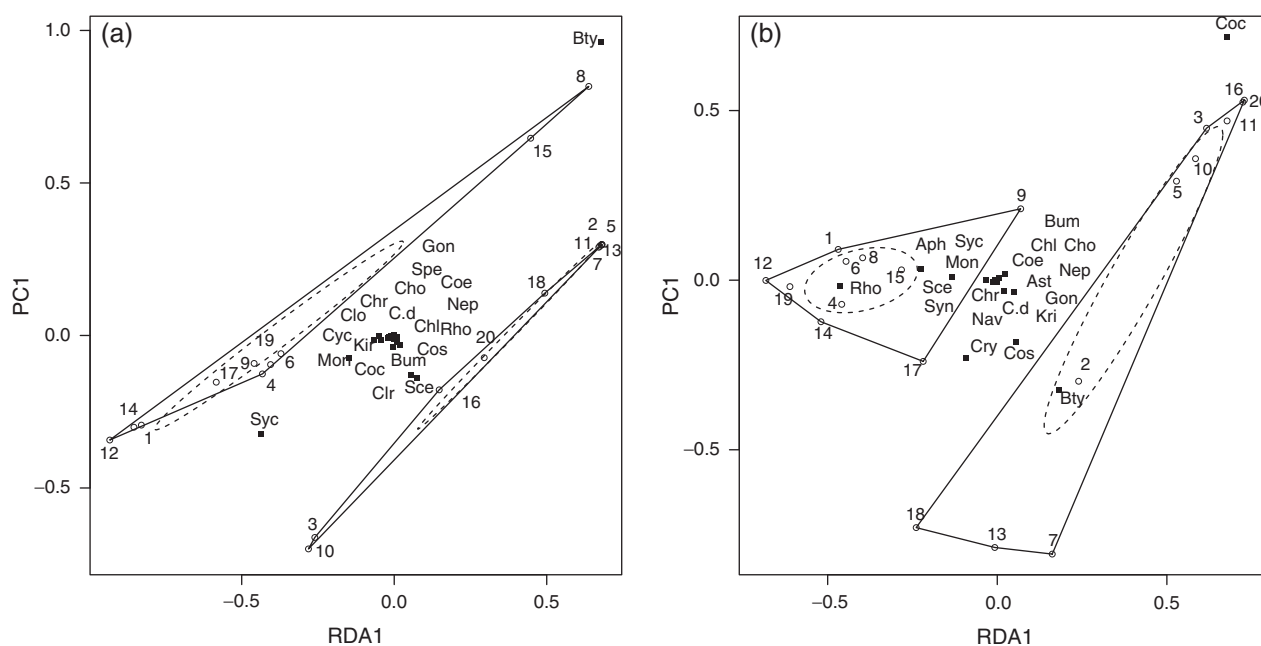 (a)
1.0
0.5
0.0
−0.5
PC1
−0.5
0.0
0.5
RDA1
Bty
8
15
2 5
11 13
7
18
20
16
3
10
Gon
Spe
Cho Coe
Chr Nep
Clo C.d
Chl Rho
Cyc Kir
Mon Bum Cos
Coc
Clr Sce
Syc
19
9 6
17 4
14
1
12
(b)
0.5
0.0
−0.5
PC1
−0.5
0.0
0.5
RDA1
Coc
16
20
3 11
10
5
9
1
Bum
Aph Syc Chl Cho
8 Coe
6 Mon Nep
12 15 Ast
Rho Sce Gon
19 4 Syn Chr C.d Kri
14 Nav
Cry Cos
17
2
Bty
18
13
7